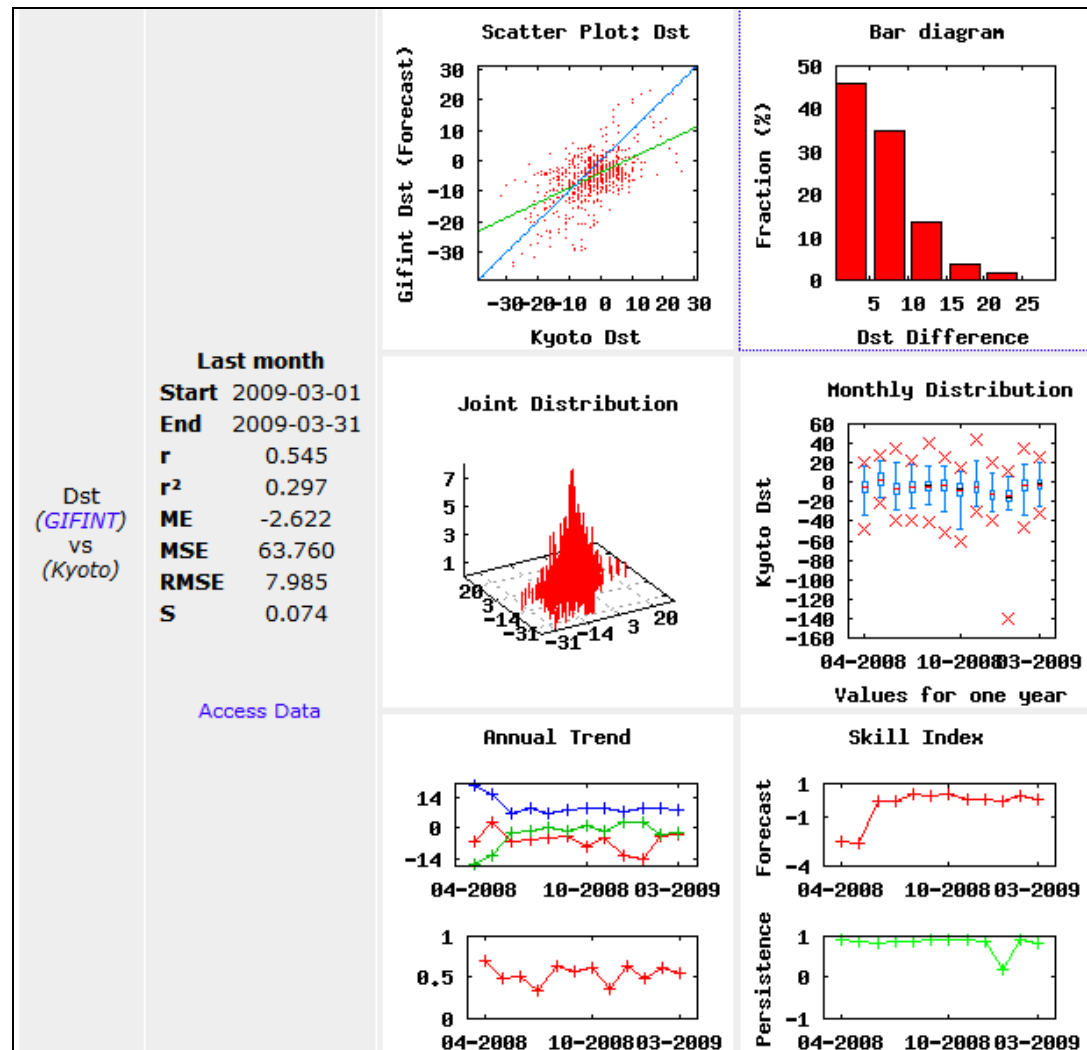 Dst
(GIFINT)
vs
(Kyoto)
Last month
Start 2009-03-01
End 2009-03-31
r 0.545
r² 0.297
ME -2.622
MSE 63.760
RMSE 7.985
S 0.074
Access Data
Scatter Plot: Dst
Gifint Dst (Forecast)
30
20
10
0
-10
-20
-30
-30-20-10 0 10 20 30
Kyoto Dst
Bar diagram
Fraction (%)
50
40
30
20
10
0
5 10 15 20 25
Dst Difference
Joint Distribution
7
5
3
1
20
3
-14
-31
-31
-14
3
20
Monthly Distribution
Kyoto Dst
60
40
20
0
-20
-40
-60
-80
-100
-120
-140
-160
04-2008 10-2008 03-2009
Values for one year
Annual Trend
14
0
-14
04-2008 10-2008 03-2009
1
0.5
0
04-2008 10-2008 03-2009
Skill Index
Forecast
1
-1
-4
04-2008 10-2008 03-2009
Persistence
1
0
-1
04-2008 10-2008 03-2009